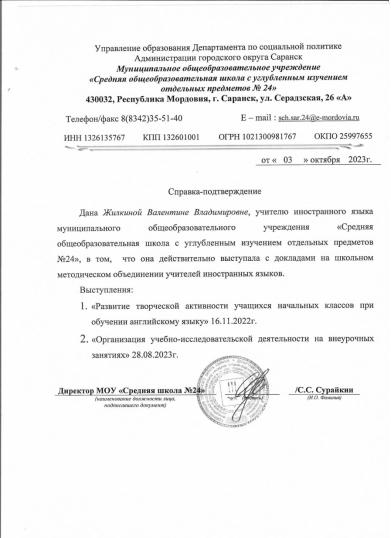 Управление образования Департамента по социальной политике
Администрации городского округа Саранск
Муниципальное общеобразовательное учреждение
«Средняя общеобразовательная школа с углубленным изучением
отдельных предметов № 24»
430032, Республика Мордовия, г. Саранск, ул. Серадзская, 26 «А»
Телефон/факс 8(8342)35-51-40 E – mail : sch.sar.24@e-mordovia.ru
ИНН 1326135767 КПП 132601001 ОГРН 1021300981767 ОКПО 25997655
от « 03 » октября 2023г.
Справка-подтверждение
Дана Жилкиной Валентине Владимировне, учителю иностранного языка
муниципального общеобразовательного учреждения «Средняя
общеобразовательная школа с углубленным изучением отдельных предметов
№24», в том, что она действительно выступала с докладами на школьном
методическом объединении учителей иностранных языков.
Выступления:
1. «Развитие творческой активности учащихся начальных классов при
обучении английскому языку» 16.11.2022г.
2. «Организация учебно-исследовательской деятельности на внеурочных
занятиях» 28.08.2023г.
Директор МОУ «Средняя школа №24» /С.С. Сурайкин
(наименование должности лица, (И.О. Фамилия)
подписавшего документ)